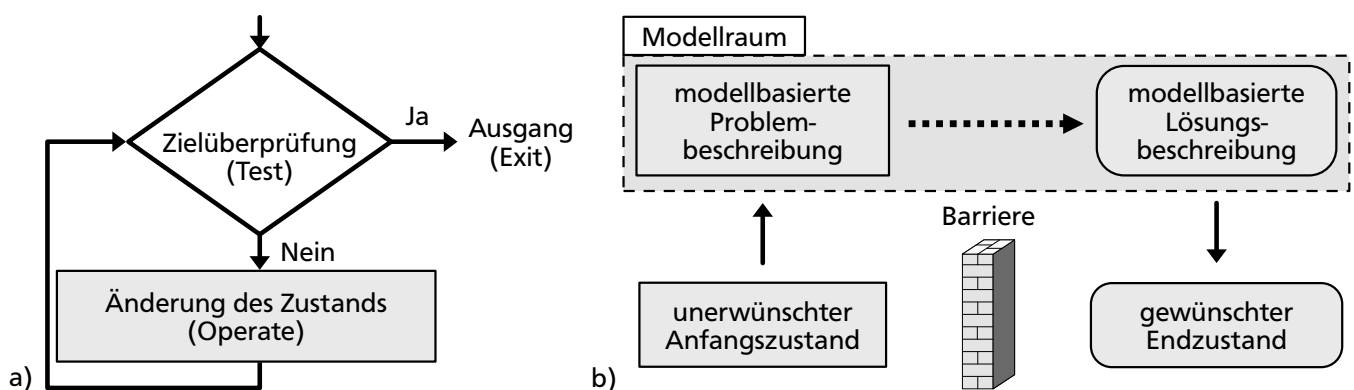 Zielüberprüfung
(Test)
Ja
Ausgang
(Exit)
Nein
Änderung des Zustands
(Operate)
a)
Modellraum
modellbasierte
Problem-
beschreibung
modellbasierte
Lösungs-
beschreibung
Barriere
unerwünschter
Anfangszustand
gewünschter
Endzustand
b)